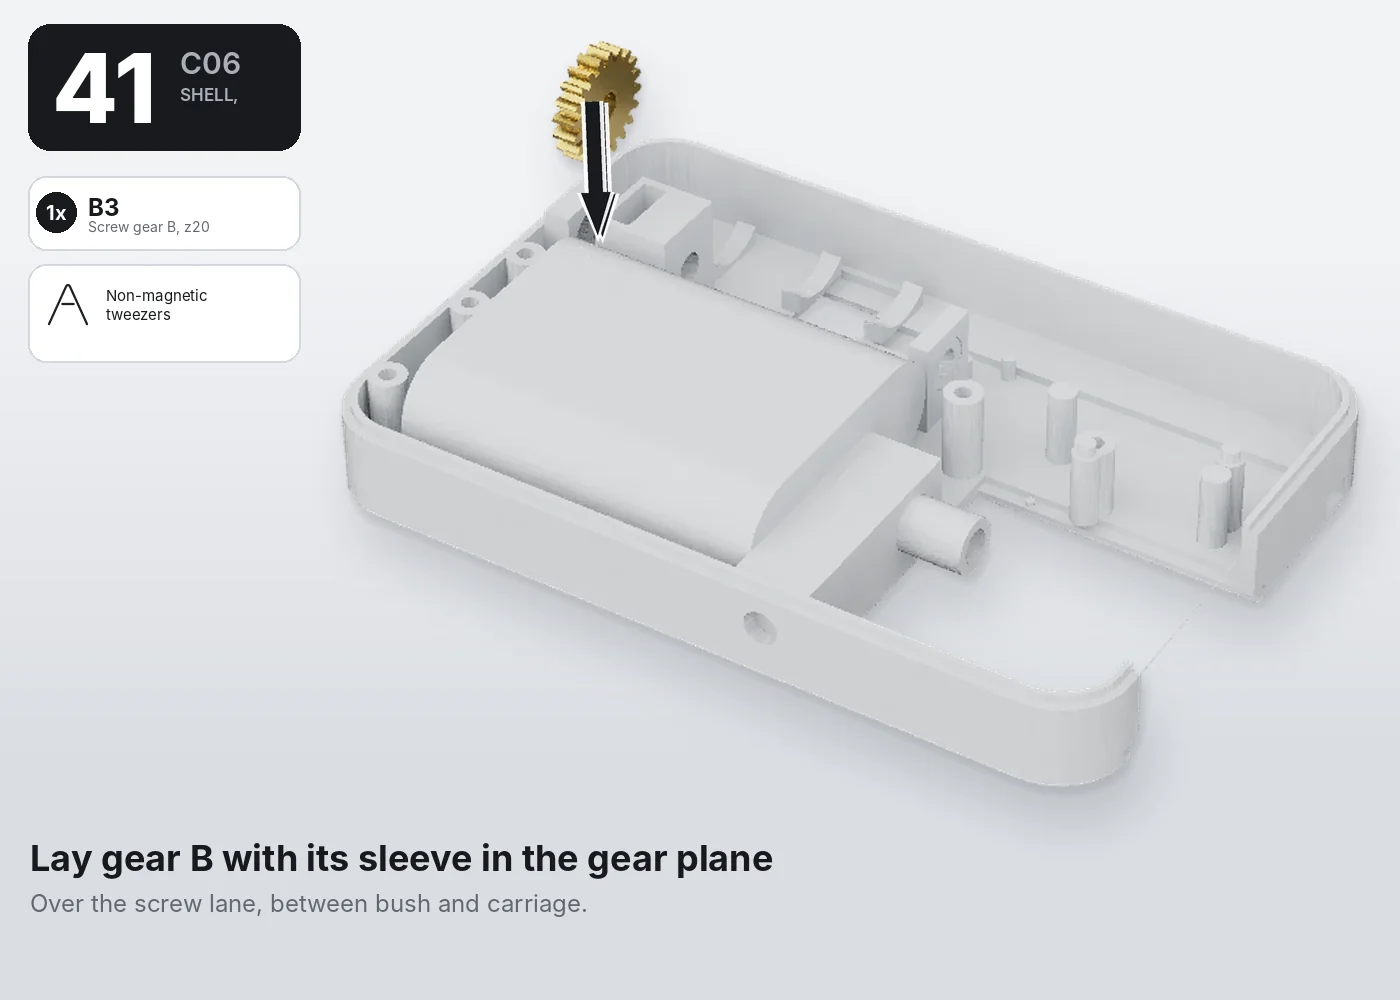 41
C06
SHELL,
1x
B3
Screw gear B, z20
Non-magnetic
tweezers
Lay gear B with its sleeve in the gear plane
Over the screw lane, between bush and carriage.